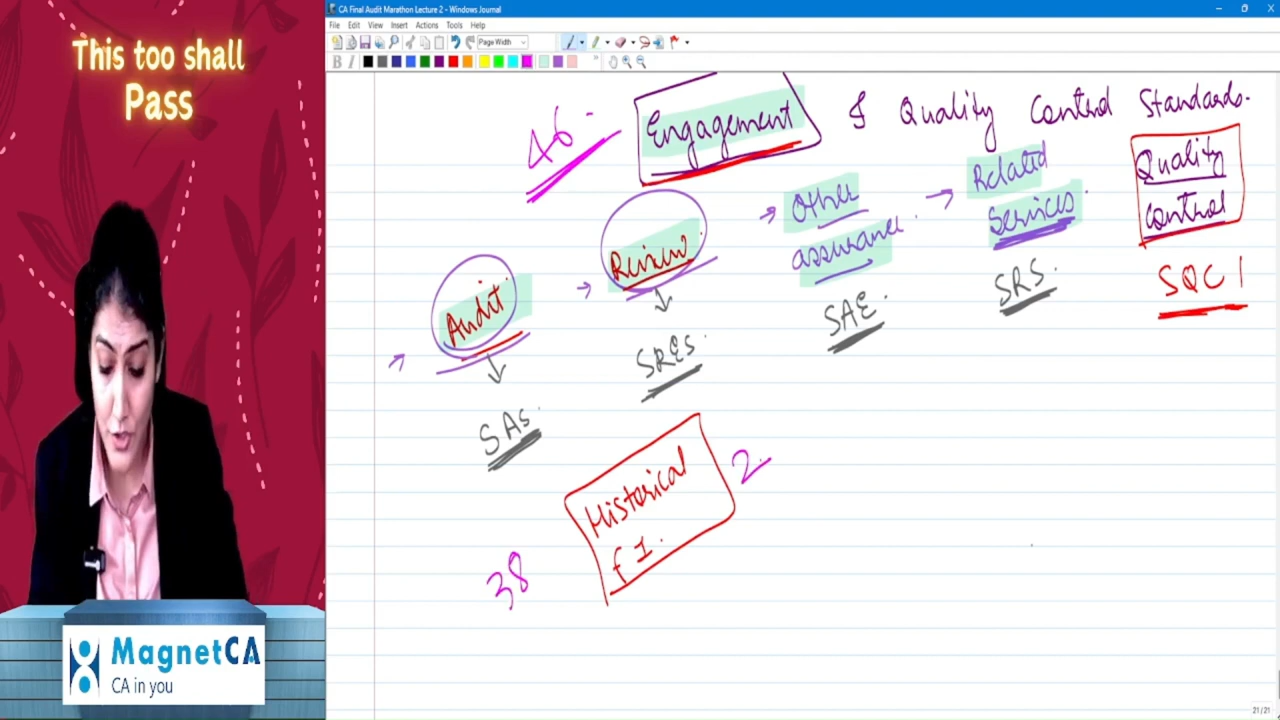 This too shall
Pass
MagnetCA
CA in you
CA Final Audit Marathon Lecture 2 - Windows Journal
File Edit View Insert Actions Tools Help
Page Width
B I
46.
Engagement & Quality Control Standards.
Audit
SAs.
Review.
SREs.
Other
assurance.
SAE.
Related
Services.
SRS.
Quality
Control
SQC 1
Historical
f I.
38
2
21 / 21